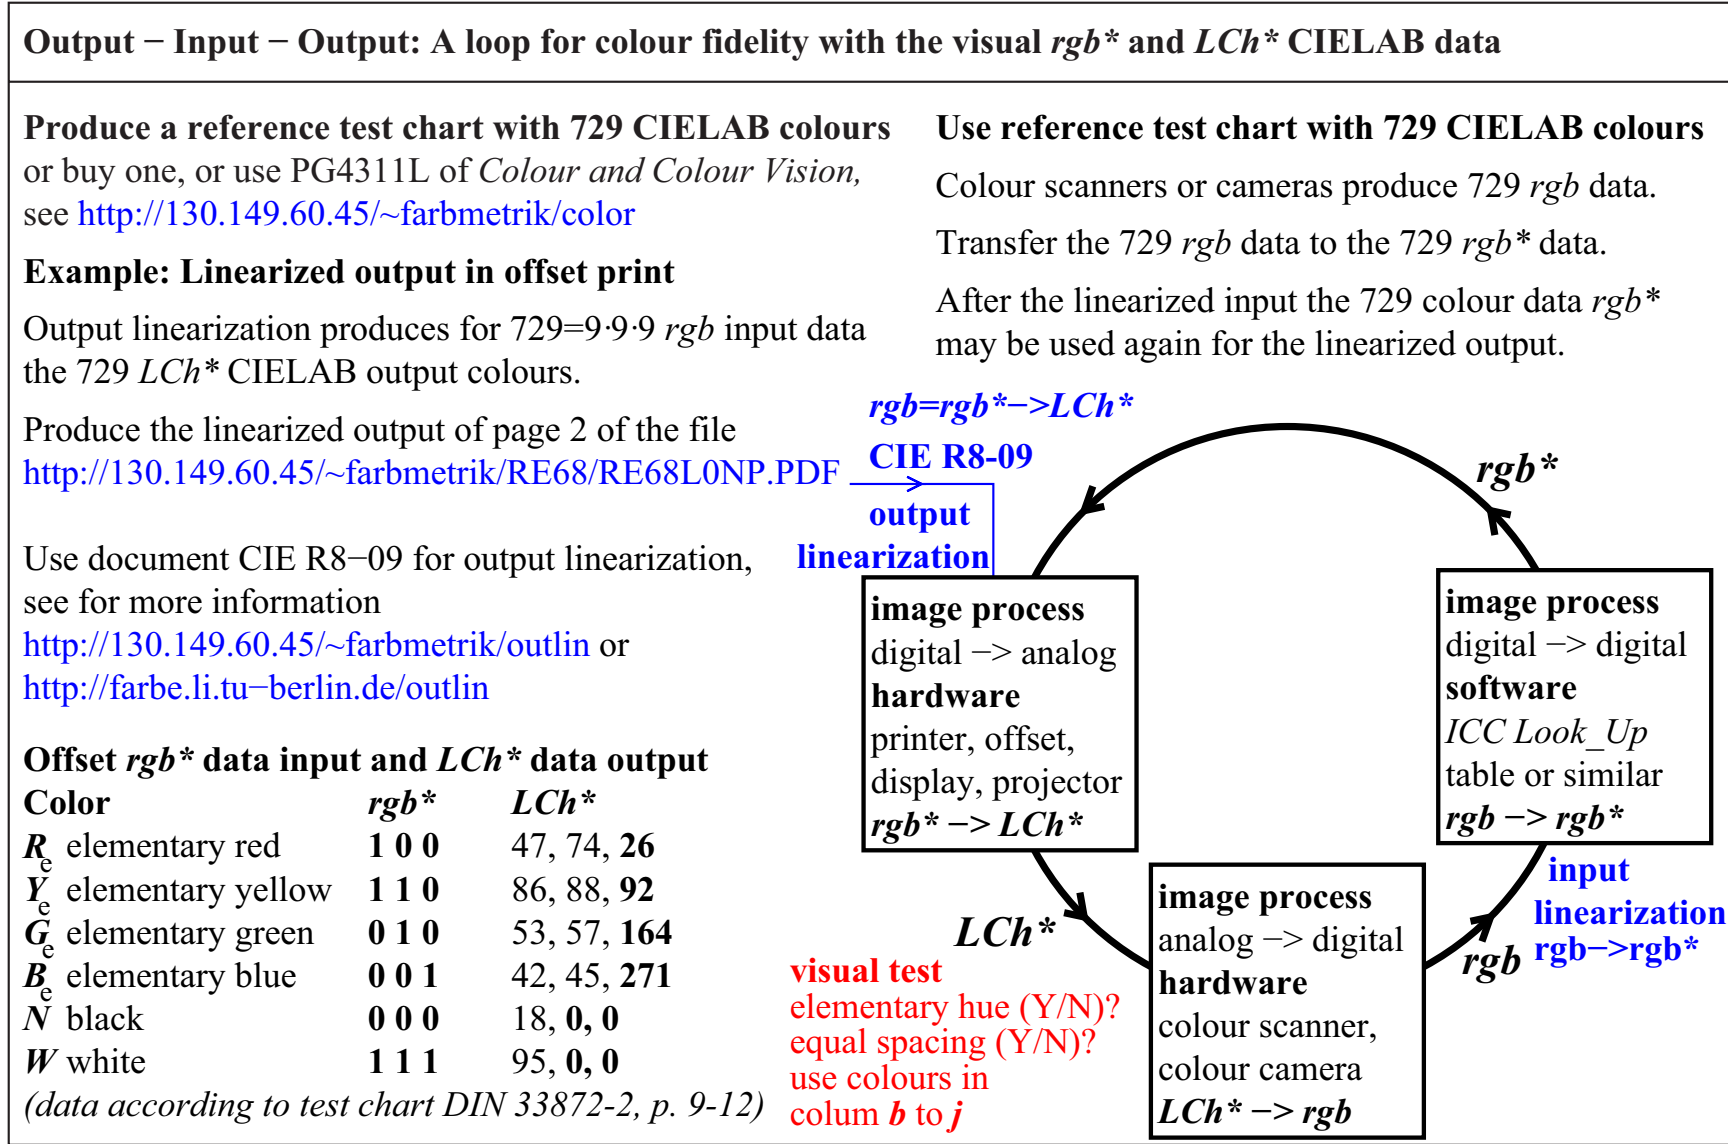 Output − Input − Output: A loop for colour fidelity with the visual rgb* and LCh* CIELAB data
Produce a reference test chart with 729 CIELAB colours
or buy one, or use PG4311L of Colour and Colour Vision,
see http://130.149.60.45/~farbmetrik/color
Example: Linearized output in offset print
Output linearization produces for 729=9·9·9 rgb input data
the 729 LCh* CIELAB output colours.
Produce the linearized output of page 2 of the file
http://130.149.60.45/~farbmetrik/RE68/RE68L0NP.PDF
Use document CIE R8−09 for output linearization,
see for more information
http://130.149.60.45/~farbmetrik/outlin or
http://farbe.li.tu−berlin.de/outlin
Offset rgb* data input and LCh* data output
Color rgb* LCh*
Re elementary red 1 0 0 47, 74, 26
Ye elementary yellow 1 1 0 86, 88, 92
Ge elementary green 0 1 0 53, 57, 164
Be elementary blue 0 0 1 42, 45, 271
N black 0 0 0 18, 0, 0
W white 1 1 1 95, 0, 0
(data according to test chart DIN 33872-2, p. 9-12)
Use reference test chart with 729 CIELAB colours
Colour scanners or cameras produce 729 rgb data.
Transfer the 729 rgb data to the 729 rgb* data.
After the linearized input the 729 colour data rgb*
may be used again for the linearized output.
rgb=rgb*−>LCh*
CIE R8-09
output
linearization
rgb*
image process
digital −> analog
hardware
printer, offset,
display, projector
rgb* −> LCh*
image process
digital −> digital
software
ICC Look_Up
table or similar
rgb −> rgb*
input
linearization
rgb−>rgb*
LCh*
rgb
image process
analog −> digital
hardware
colour scanner,
colour camera
LCh* −> rgb
visual test
elementary hue (Y/N)?
equal spacing (Y/N)?
use colours in
colum b to j